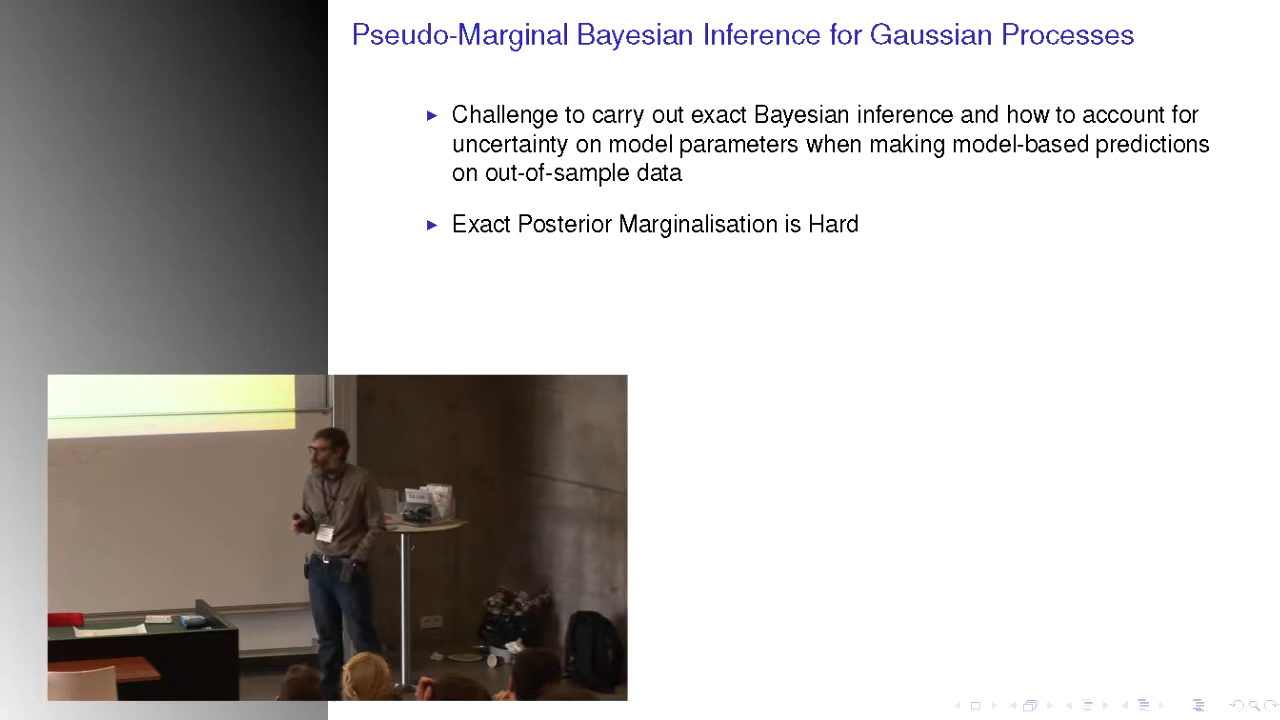 Pseudo-Marginal Bayesian Inference for Gaussian Processes
Challenge to carry out exact Bayesian inference and how to account for
uncertainty on model parameters when making model-based predictions
on out-of-sample data
Exact Posterior Marginalisation is Hard